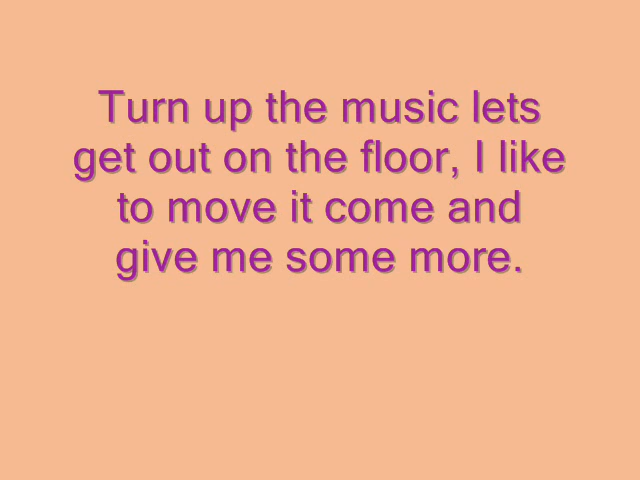 Turn up the music lets
get out on the floor, I like
to move it come and
give me some more.